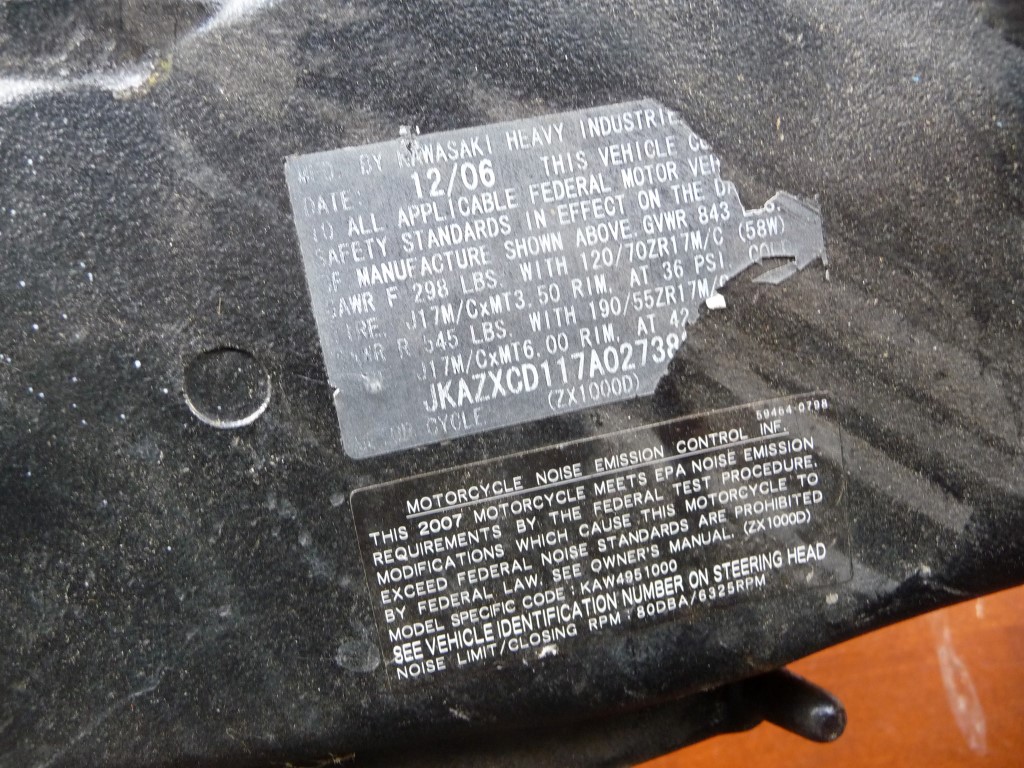 MFD. BY KAWASAKI HEAVY INDUSTRIE
DATE: 12/06 THIS VEHICLE C
TO ALL APPLICABLE FEDERAL MOTOR VEH
SAFETY STANDARDS IN EFFECT ON THE D
OF MANUFACTURE SHOWN ABOVE. GVWR 843
GAWR F 298 LBS. WITH 120/70ZR17M/C (58W)
TIRE, J17M/CxMT3.50 RIM, AT 36 PSI COLD
GAWR R 545 LBS. WITH 190/55ZR17M/
J17M/CxMT6.00 RIM, AT 42
JKAZXCD117A02738
CYCLE (ZX1000D)
59464-0798
MOTORCYCLE NOISE EMISSION CONTROL INF.
THIS 2007 MOTORCYCLE MEETS EPA NOISE EMISSION
REQUIREMENTS BY THE FEDERAL TEST PROCEDURE.
MODIFICATIONS WHICH CAUSE THIS MOTORCYCLE TO
EXCEED FEDERAL NOISE STANDARDS ARE PROHIBITED
BY FEDERAL LAW. SEE OWNER'S MANUAL. (ZX1000D)
MODEL SPECIFIC CODE : KAW4951000
SEE VEHICLE IDENTIFICATION NUMBER ON STEERING HEAD
NOISE LIMIT/CLOSING RPM : 80DBA/6325RPM